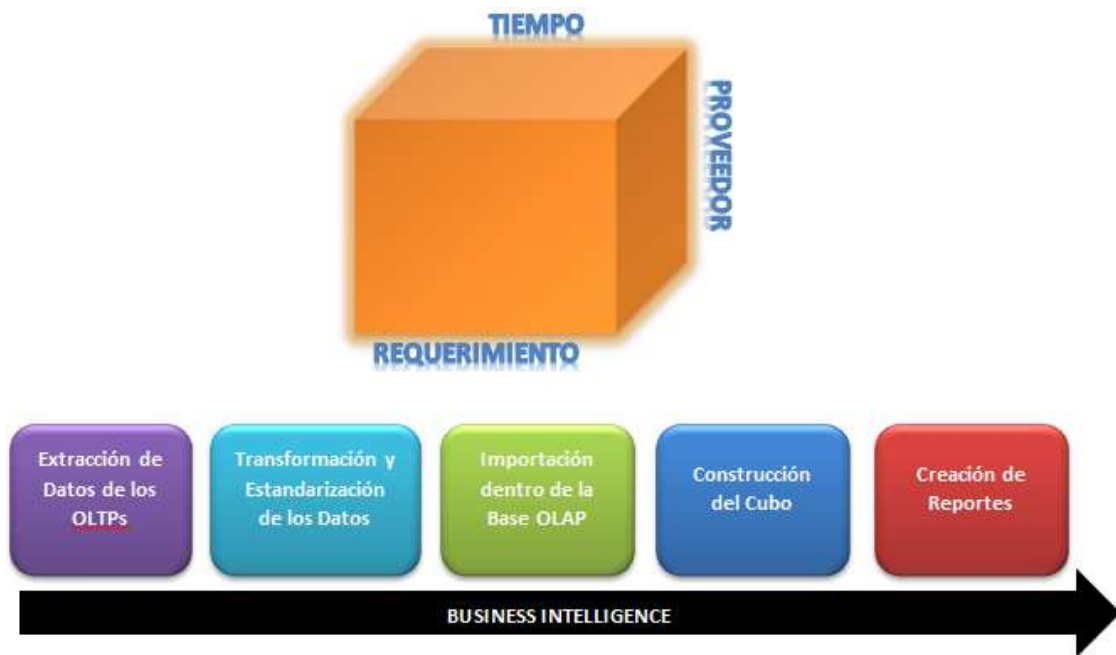 TIEMPO
PROVEEDOR
REQUERIMIENTO
Extracción de
Datos de los
OLTPs
Transformación y
Estandarización
de los Datos
Importación
dentro de la
Base OLAP
Construcción
del Cubo
Creación de
Reportes
BUSINESS INTELLIGENCE